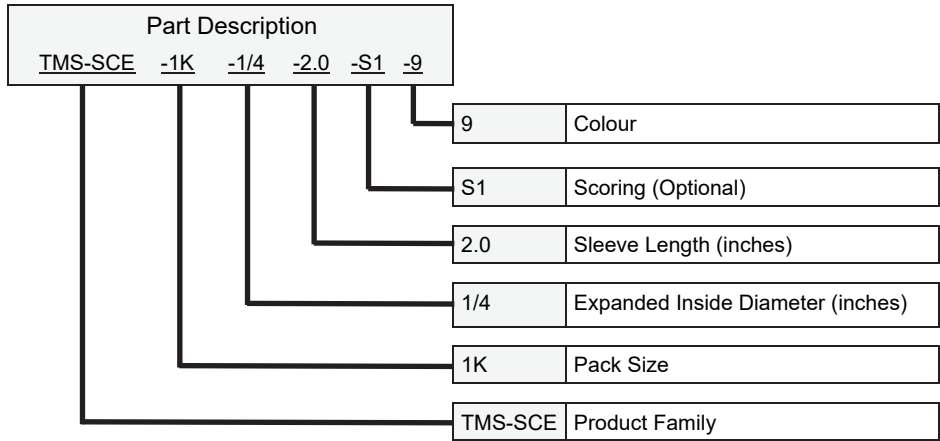 Part Description
TMS-SCE -1K -1/4 -2.0 -S1 -9
9 Colour
S1 Scoring (Optional)
2.0 Sleeve Length (inches)
1/4 Expanded Inside Diameter (inches)
1K Pack Size
TMS-SCE Product Family